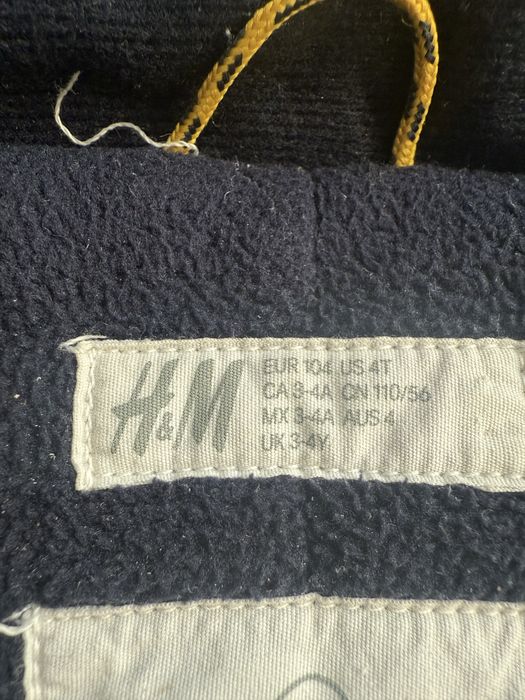 H&M
EUR 104 US 4T
CA 3-4A CN 110/56
MX 3-4A AUS 4
UK 3-4Y